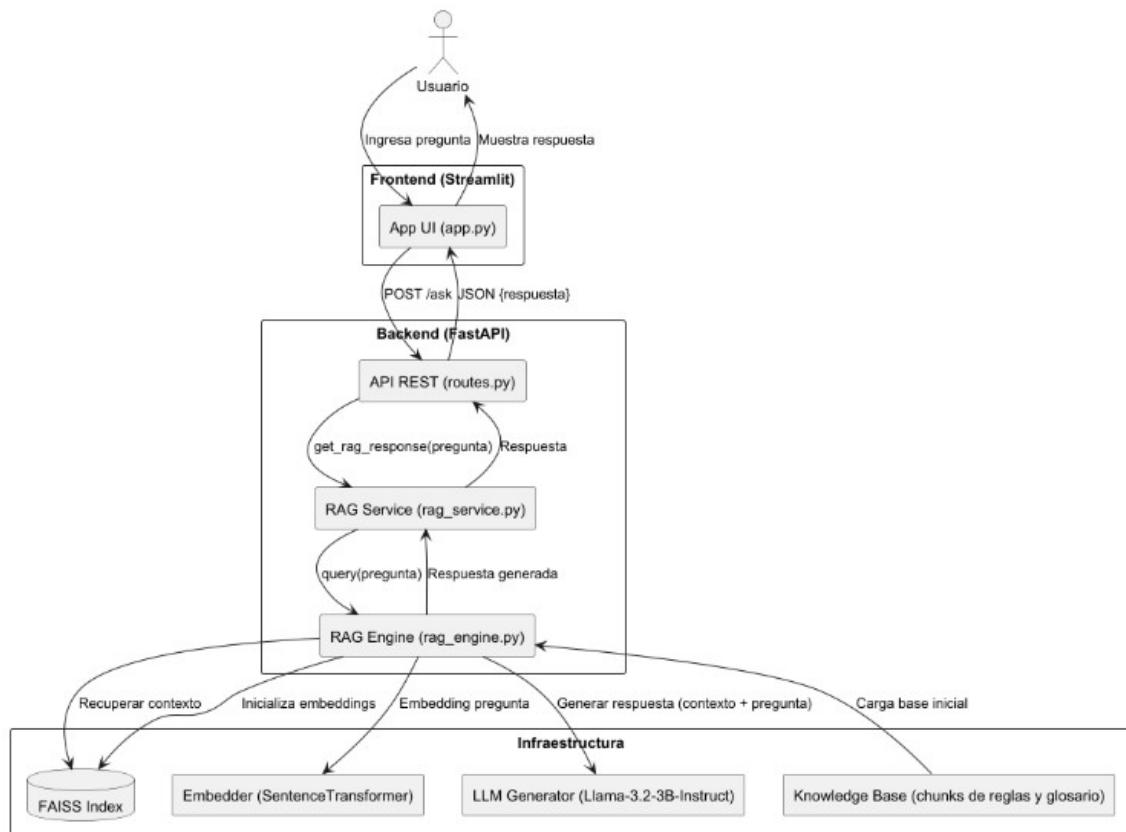 Usuario
Ingresa pregunta
Muestra respuesta
Frontend (Streamlit)
App UI (app.py)
POST /ask
JSON {respuesta}
Backend (FastAPI)
API REST (routes.py)
get_rag_response(pregunta)
Respuesta
RAG Service (rag_service.py)
query(pregunta)
Respuesta generada
RAG Engine (rag_engine.py)
Recuperar contexto
Inicializa embeddings
Embedding pregunta
Generar respuesta (contexto + pregunta)
Carga base inicial
Infraestructura
FAISS Index
Embedder (SentenceTransformer)
LLM Generator (Llama-3.2-3B-Instruct)
Knowledge Base (chunks de reglas y glosario)